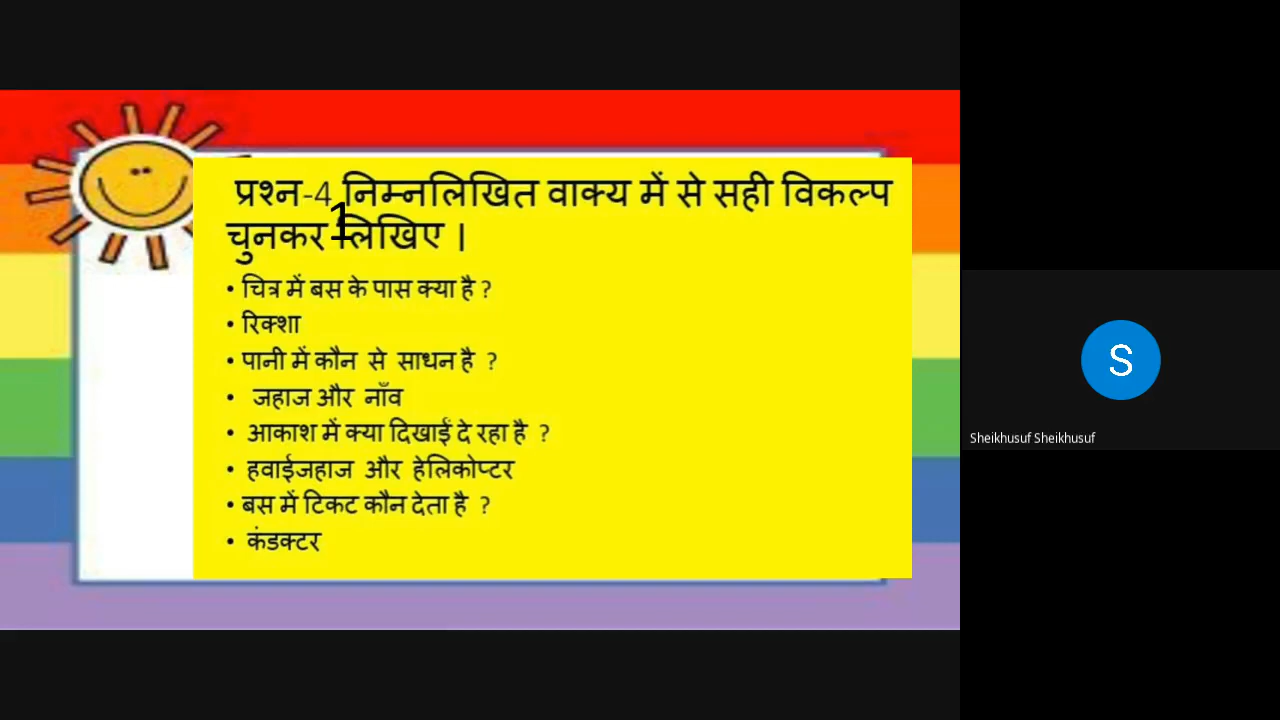 प्रश्न-4 निम्नलिखित वाक्य में से सही विकल्प
1
चुनकर लिखिए ।
• चित्र में बस के पास क्या है ?
• रिक्शा
• पानी में कौन से साधन है ?
• जहाज और नाँव
• आकाश में क्या दिखाई दे रहा है ?
• हवाईजहाज और हेलिकोप्टर
• बस में टिकट कौन देता है ?
• कंडक्टर
S
Sheikhusuf Sheikhusuf